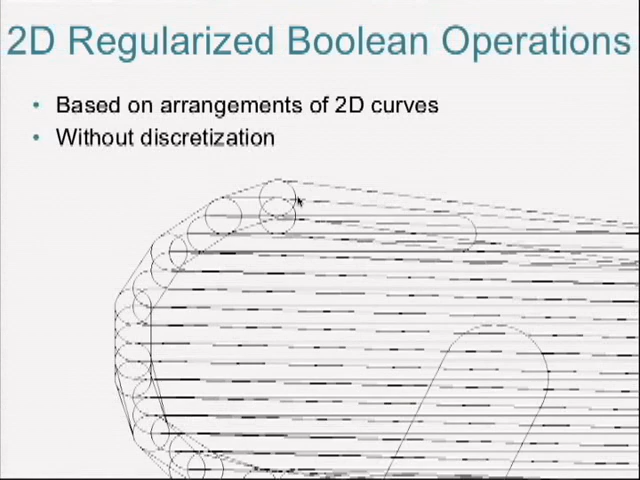 2D Regularized Boolean Operations
• Based on arrangements of 2D curves
• Without discretization